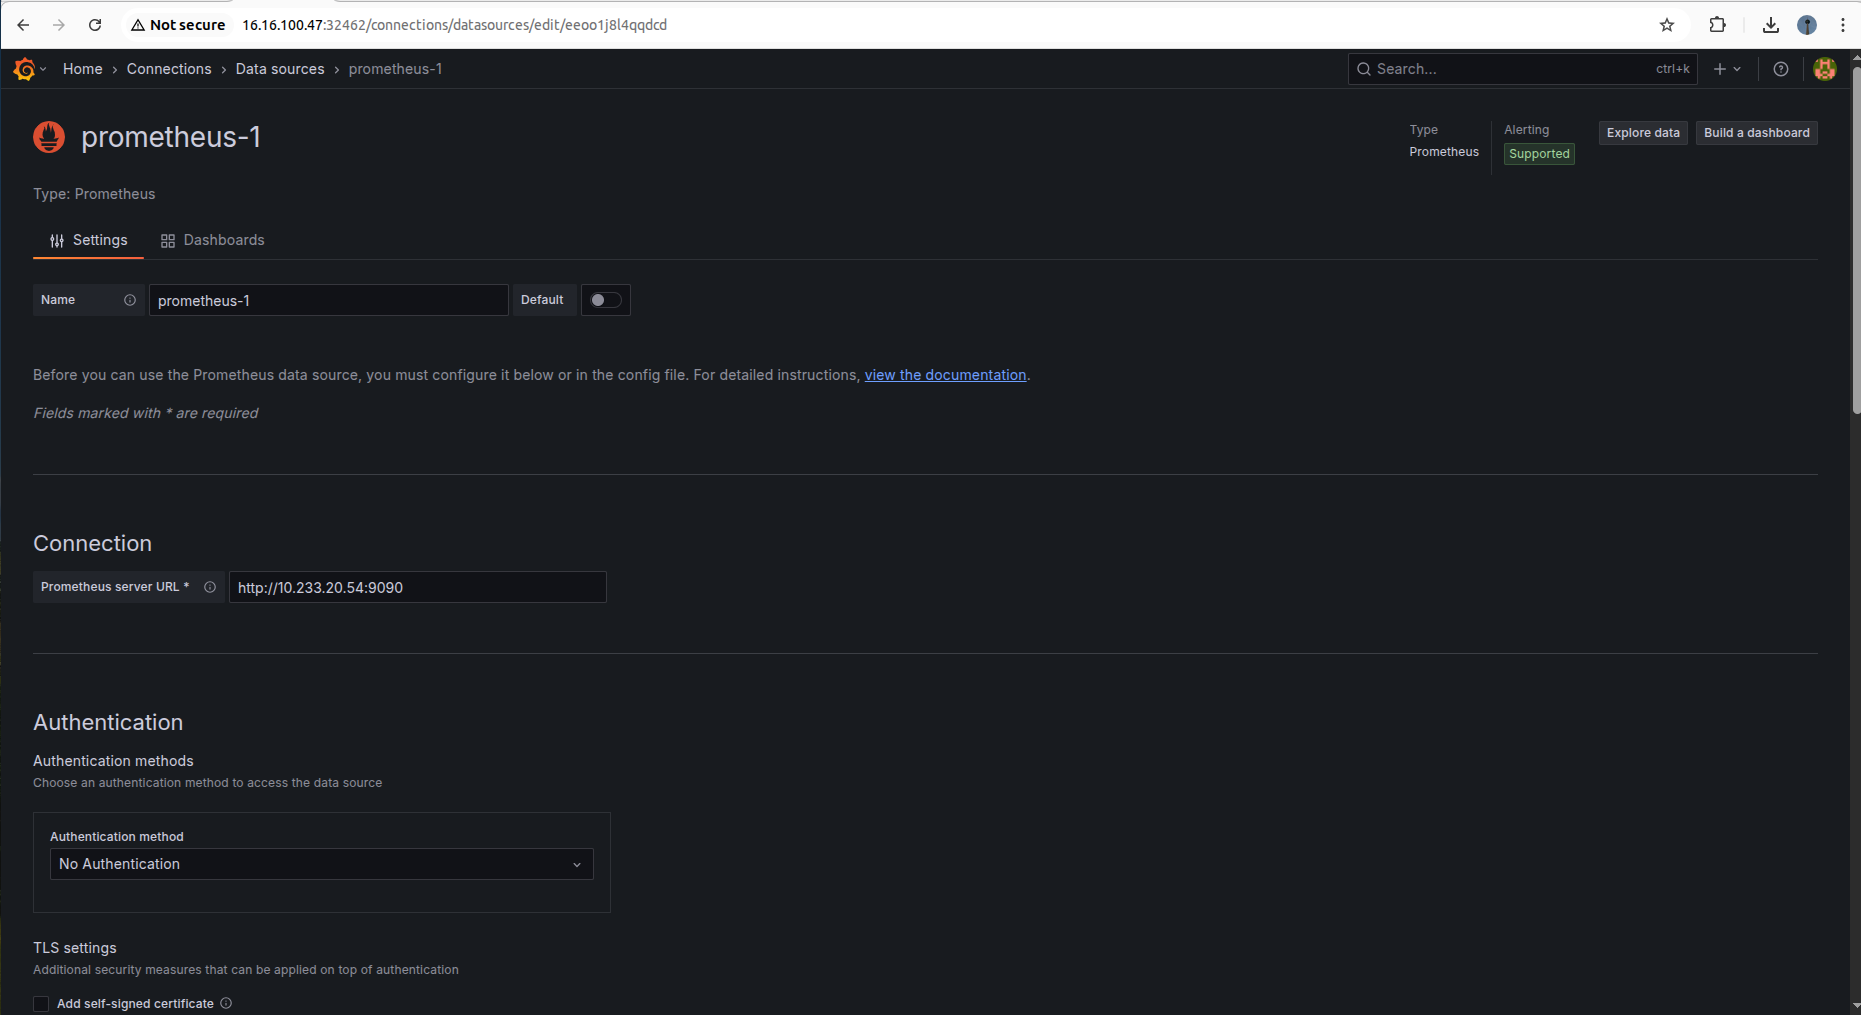 Not secure 16.16.100.47:32462/connections/datasources/edit/eeoo1j8l4qqdcd
Home › Connections › Data sources › prometheus-1
Search... ctrl+k
prometheus-1
Type Alerting
Explore data Build a dashboard
Prometheus Supported
Type: Prometheus
Settings Dashboards
Name prometheus-1 Default
Before you can use the Prometheus data source, you must configure it below or in the config file. For detailed instructions, view the documentation.
Fields marked with * are required
Connection
Prometheus server URL * http://10.233.20.54:9090
Authentication
Authentication methods
Choose an authentication method to access the data source
Authentication method
No Authentication
TLS settings
Additional security measures that can be applied on top of authentication
Add self-signed certificate